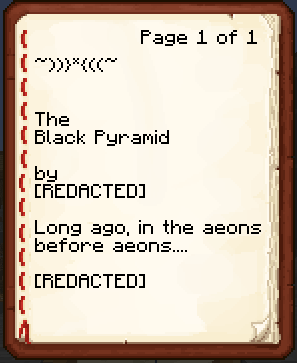 Page 1 of 1
~)))*(((~
The
Black Pyramid
by
[REDACTED]
Long ago, in the aeons
before aeons....
[REDACTED]